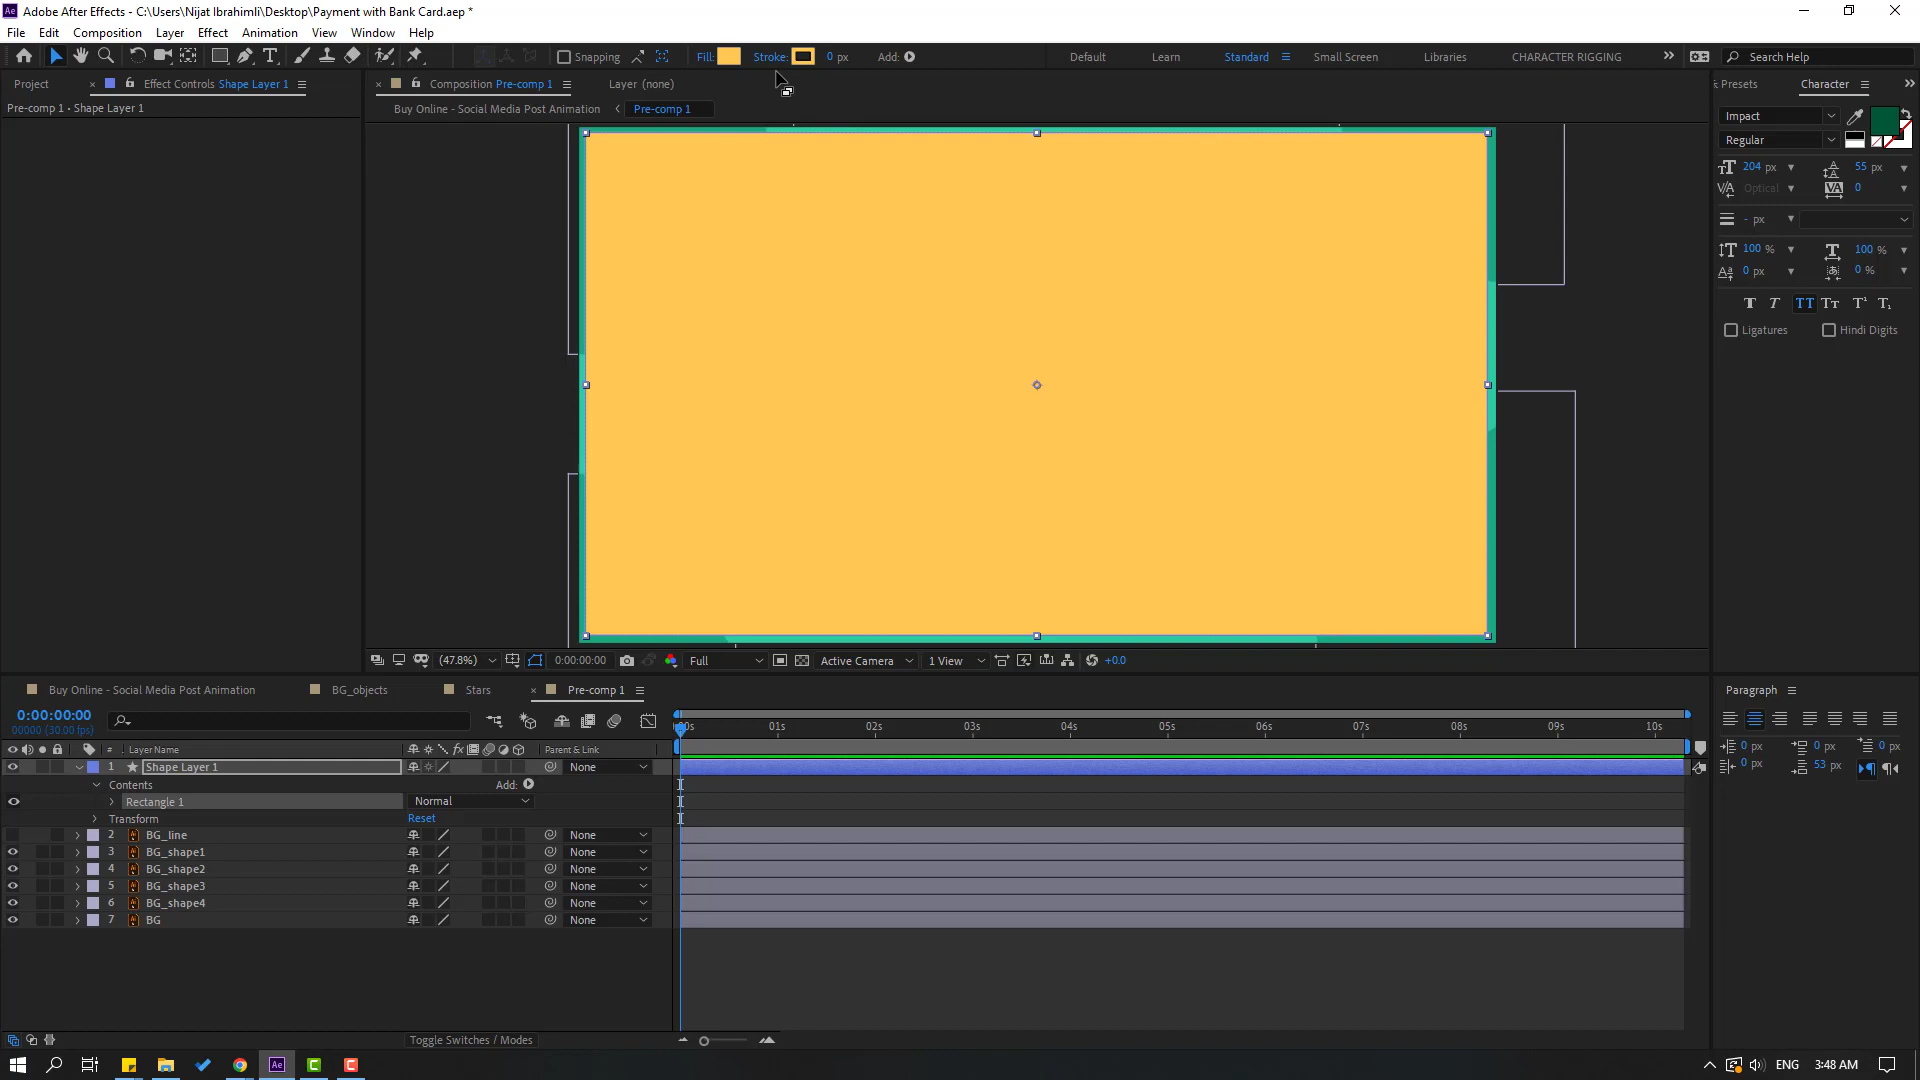 Adobe After Effects - C:\Users\Nijat Ibrahimli\Desktop\Payment with Bank Card.aep *
File Edit Composition Layer Effect Animation View Window Help
Snapping Fill: Stroke: 0 px Add: Default Learn Standard Small Screen Libraries CHARACTER RIGGING Search Help
Project Effect Controls Shape Layer 1 Composition Pre-comp 1 Layer (none) Presets Character
Pre-comp 1 • Shape Layer 1 Buy Online - Social Media Post Animation Pre-comp 1
Impact
Regular
204 px 55 px
Optical 0
- px
100 % 100 %
0 px 0 %
Ligatures Hindi Digits
(47.8%) 0:00:00:00 Full Active Camera 1 View +0.0
Buy Online - Social Media Post Animation BG_objects Stars Pre-comp 1 Paragraph
0:00:00:00
00000 (30.00 fps)
01s 02s 03s 04s 05s 06s 07s 08s 09s 10s
0 px 0 px 0 px
0 px 53 px
# Layer Name Parent & Link
1 Shape Layer 1 None
Contents Add:
Rectangle 1 Normal
Transform Reset
2 BG_line None
3 BG_shape1 None
4 BG_shape2 None
5 BG_shape3 None
6 BG_shape4 None
7 BG None
Toggle Switches / Modes
ENG 3:48 AM